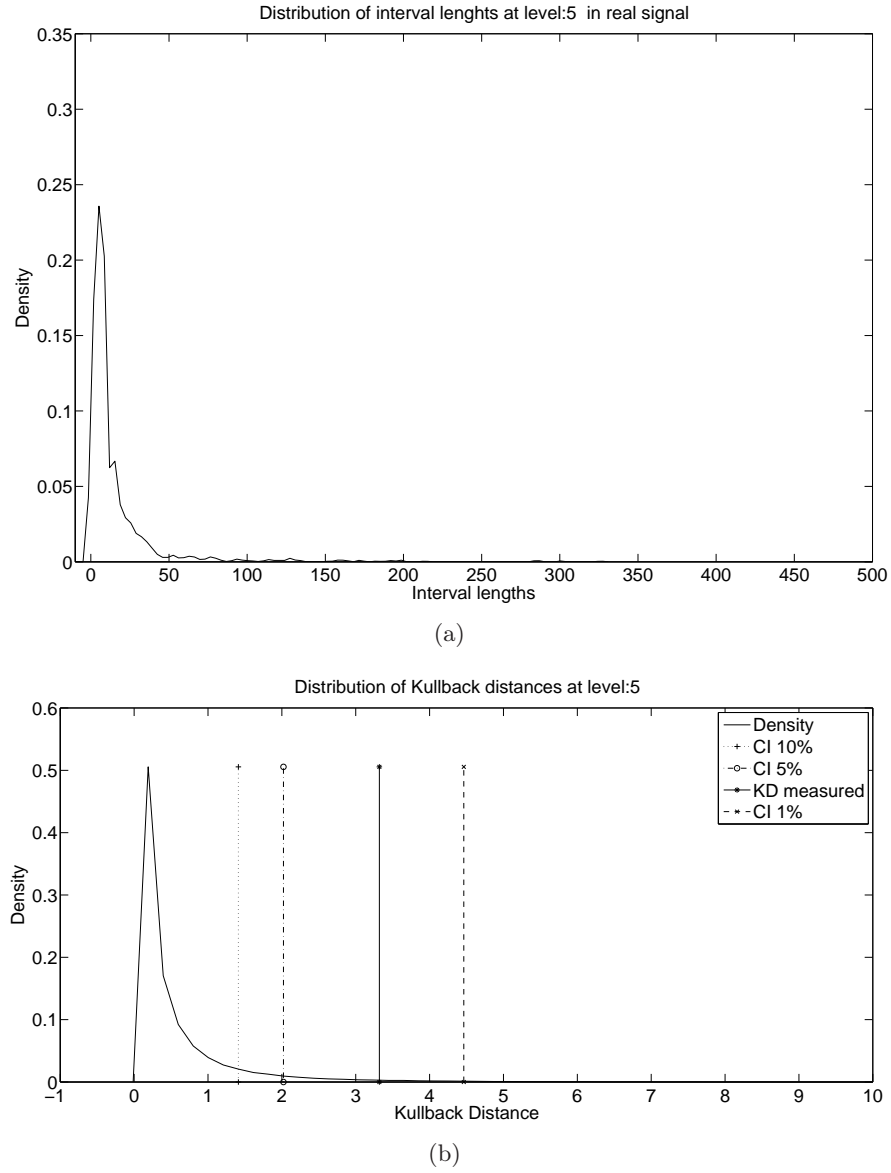 Distribution of interval lenghts at level:5 in real signal
0.35
0.3
0.25
0.2
0.15
0.1
0.05
0
Density
0 50 100 150 200 250 300 350 400 450 500
Interval lengths
(a)
Distribution of Kullback distances at level:5
0.6
0.5
0.4
0.3
0.2
0.1
0
Density
Density
CI 10%
CI 5%
KD measured
CI 1%
−1 0 1 2 3 4 5 6 7 8 9 10
Kullback Distance
(b)